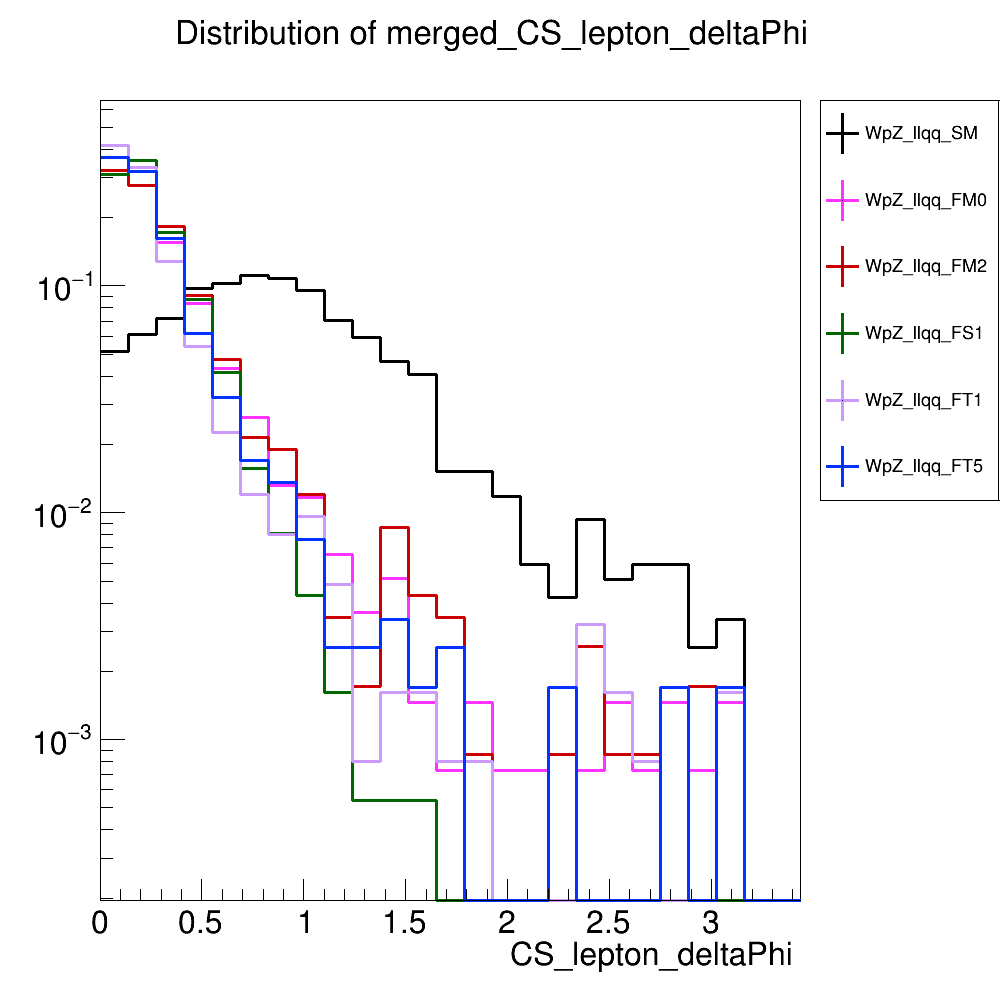 Distribution of merged_CS_lepton_deltaPhi
WpZ_llqq_SM
WpZ_llqq_FM0
WpZ_llqq_FM2
WpZ_llqq_FS1
WpZ_llqq_FT1
WpZ_llqq_FT5
10⁻¹
10⁻²
10⁻³
0 0.5 1 1.5 2 2.5 3
CS_lepton_deltaPhi